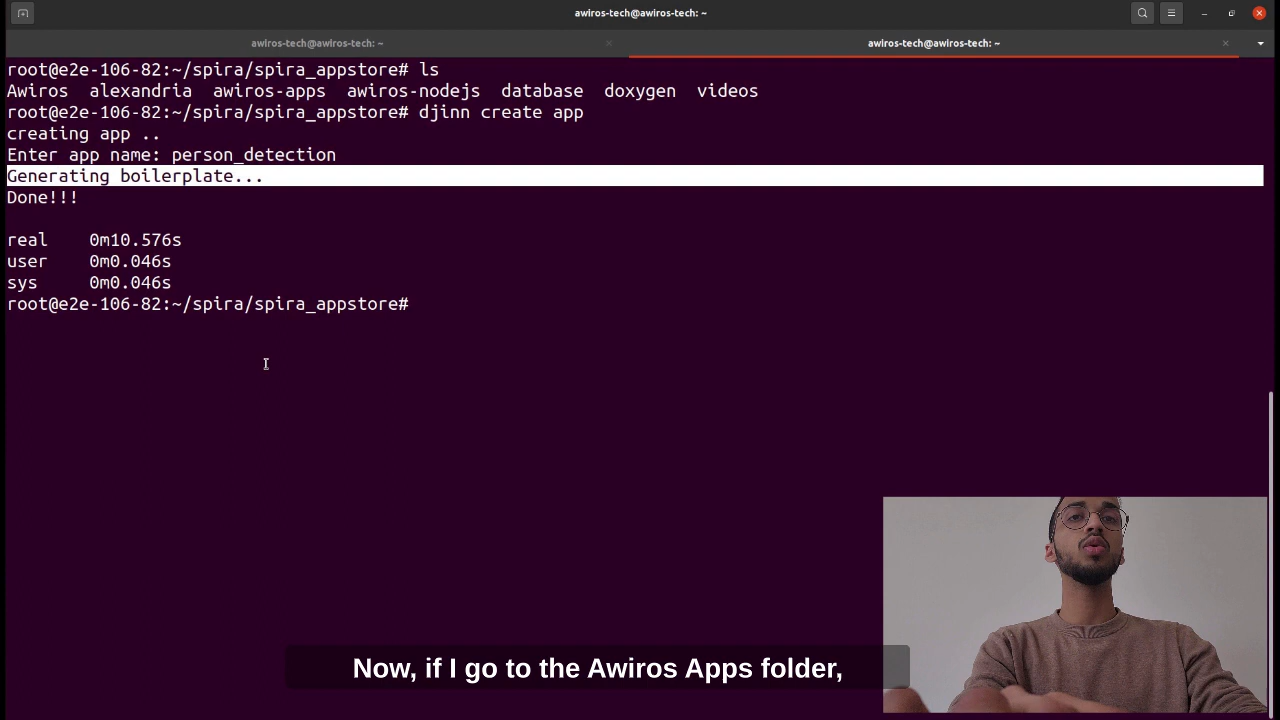 awiros-tech@awiros-tech: ~
awiros-tech@awiros-tech: ~
awiros-tech@awiros-tech: ~
root@e2e-106-82:~/spira/spira_appstore# ls
Awiros  alexandria  awiros-apps  awiros-nodejs  database  doxygen  videos
root@e2e-106-82:~/spira/spira_appstore# djinn create app
creating app ..
Enter app name: person_detection
Generating boilerplate...
Done!!!
real    0m10.576s
user    0m0.046s
sys     0m0.046s
root@e2e-106-82:~/spira/spira_appstore#
Now, if I go to the Awiros Apps folder,